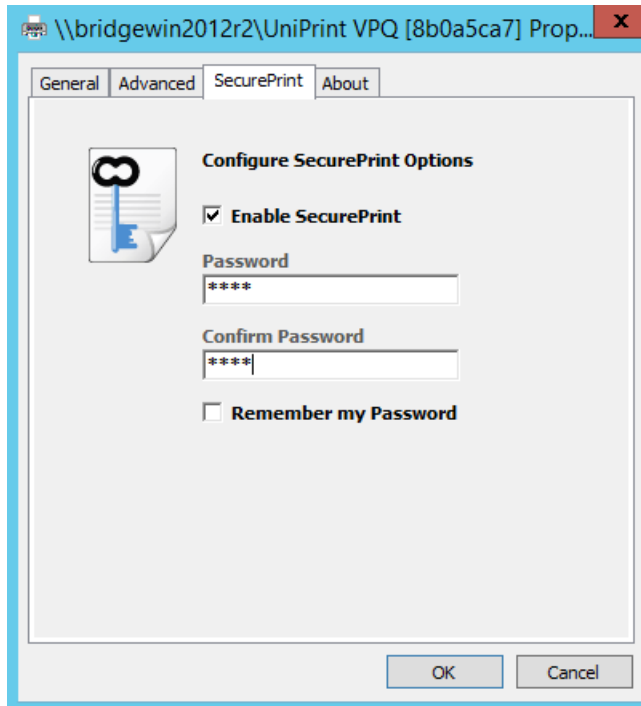 \\bridgewin2012r2\UniPrint VPQ [8b0a5ca7] Prop... x
General Advanced SecurePrint About
Configure SecurePrint Options
Enable SecurePrint
Password
****
Confirm Password
****
Remember my Password
OK Cancel